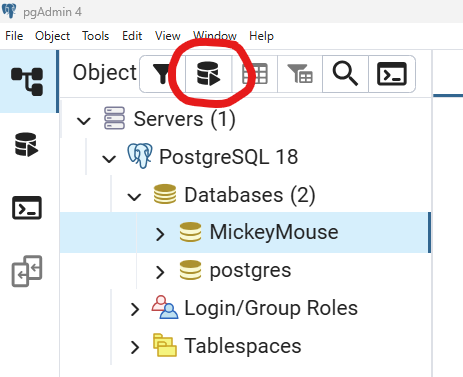 pgAdmin 4
File Object Tools Edit View Window Help
Object
Servers (1)
PostgreSQL 18
Databases (2)
MickeyMouse
postgres
Login/Group Roles
Tablespaces